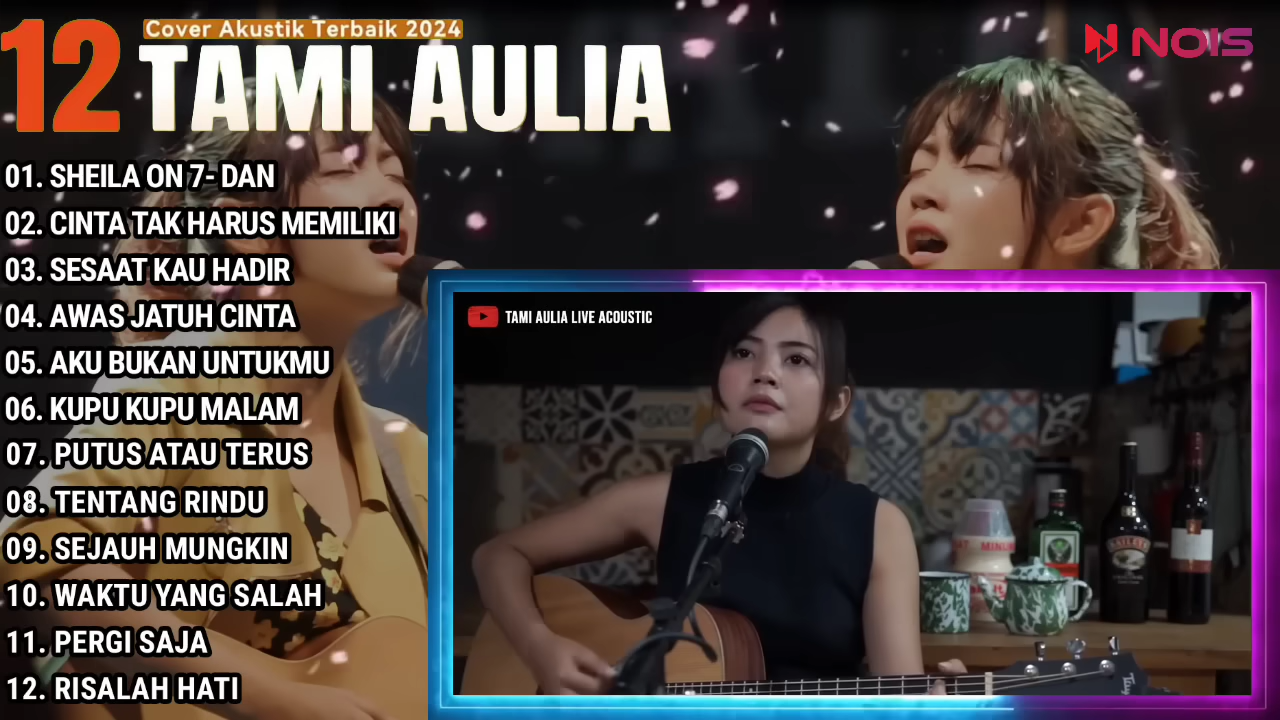 12
Cover Akustik Terbaik 2024
TAMI AULIA
NOIS
01. SHEILA ON 7- DAN
02. CINTA TAK HARUS MEMILIKI
03. SESAAT KAU HADIR
04. AWAS JATUH CINTA
05. AKU BUKAN UNTUKMU
06. KUPU KUPU MALAM
07. PUTUS ATAU TERUS
08. TENTANG RINDU
09. SEJAUH MUNGKIN
10. WAKTU YANG SALAH
11. PERGI SAJA
12. RISALAH HATI
TAMI AULIA LIVE ACOUSTIC
BAILEYS